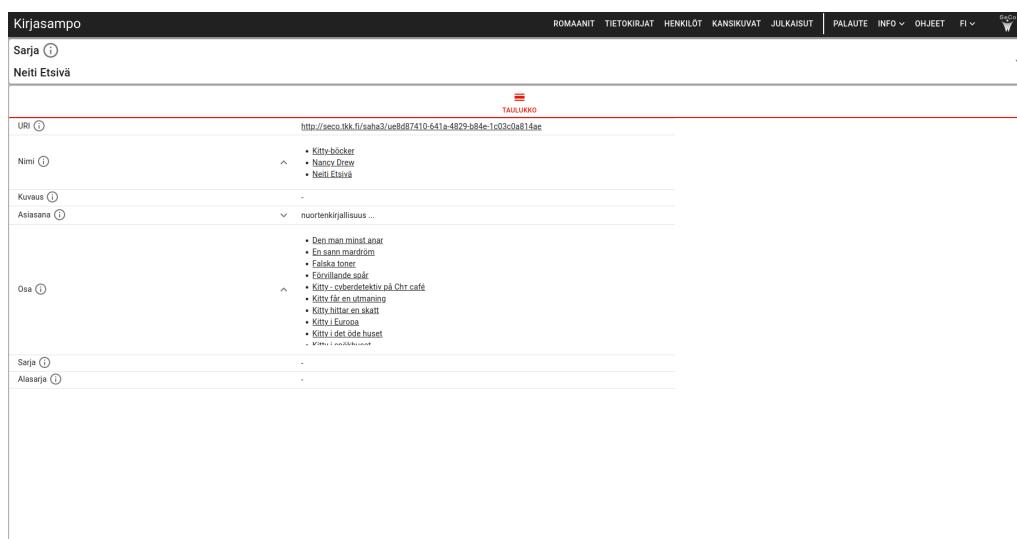 Kirjasampo ROMAANIT TIETOKIRJAT HENKILÖT KANSIKUVAT JULKAISUT PALAUTE INFO OHJEET FI SeCo
Sarja
Neiti Etsivä
TAULUKKO
URI http://seco.tkk.fi/saha3/ue8d87410-641a-4829-b84e-1c03c0a814ae
Nimi
• Kitty-böcker
• Nancy Drew
• Neiti Etsivä
Kuvaus -
Asiasana nuortenkirjallisuus ...
Osa
• Den man minst anar
• En sann mardröm
• Falska toner
• Förvillande spår
• Kitty - cyberdetektiv på Chт café
• Kitty får en utmaning
• Kitty hittar en skatt
• Kitty i Europa
• Kitty i det öde huset
Sarja -
Alasarja -